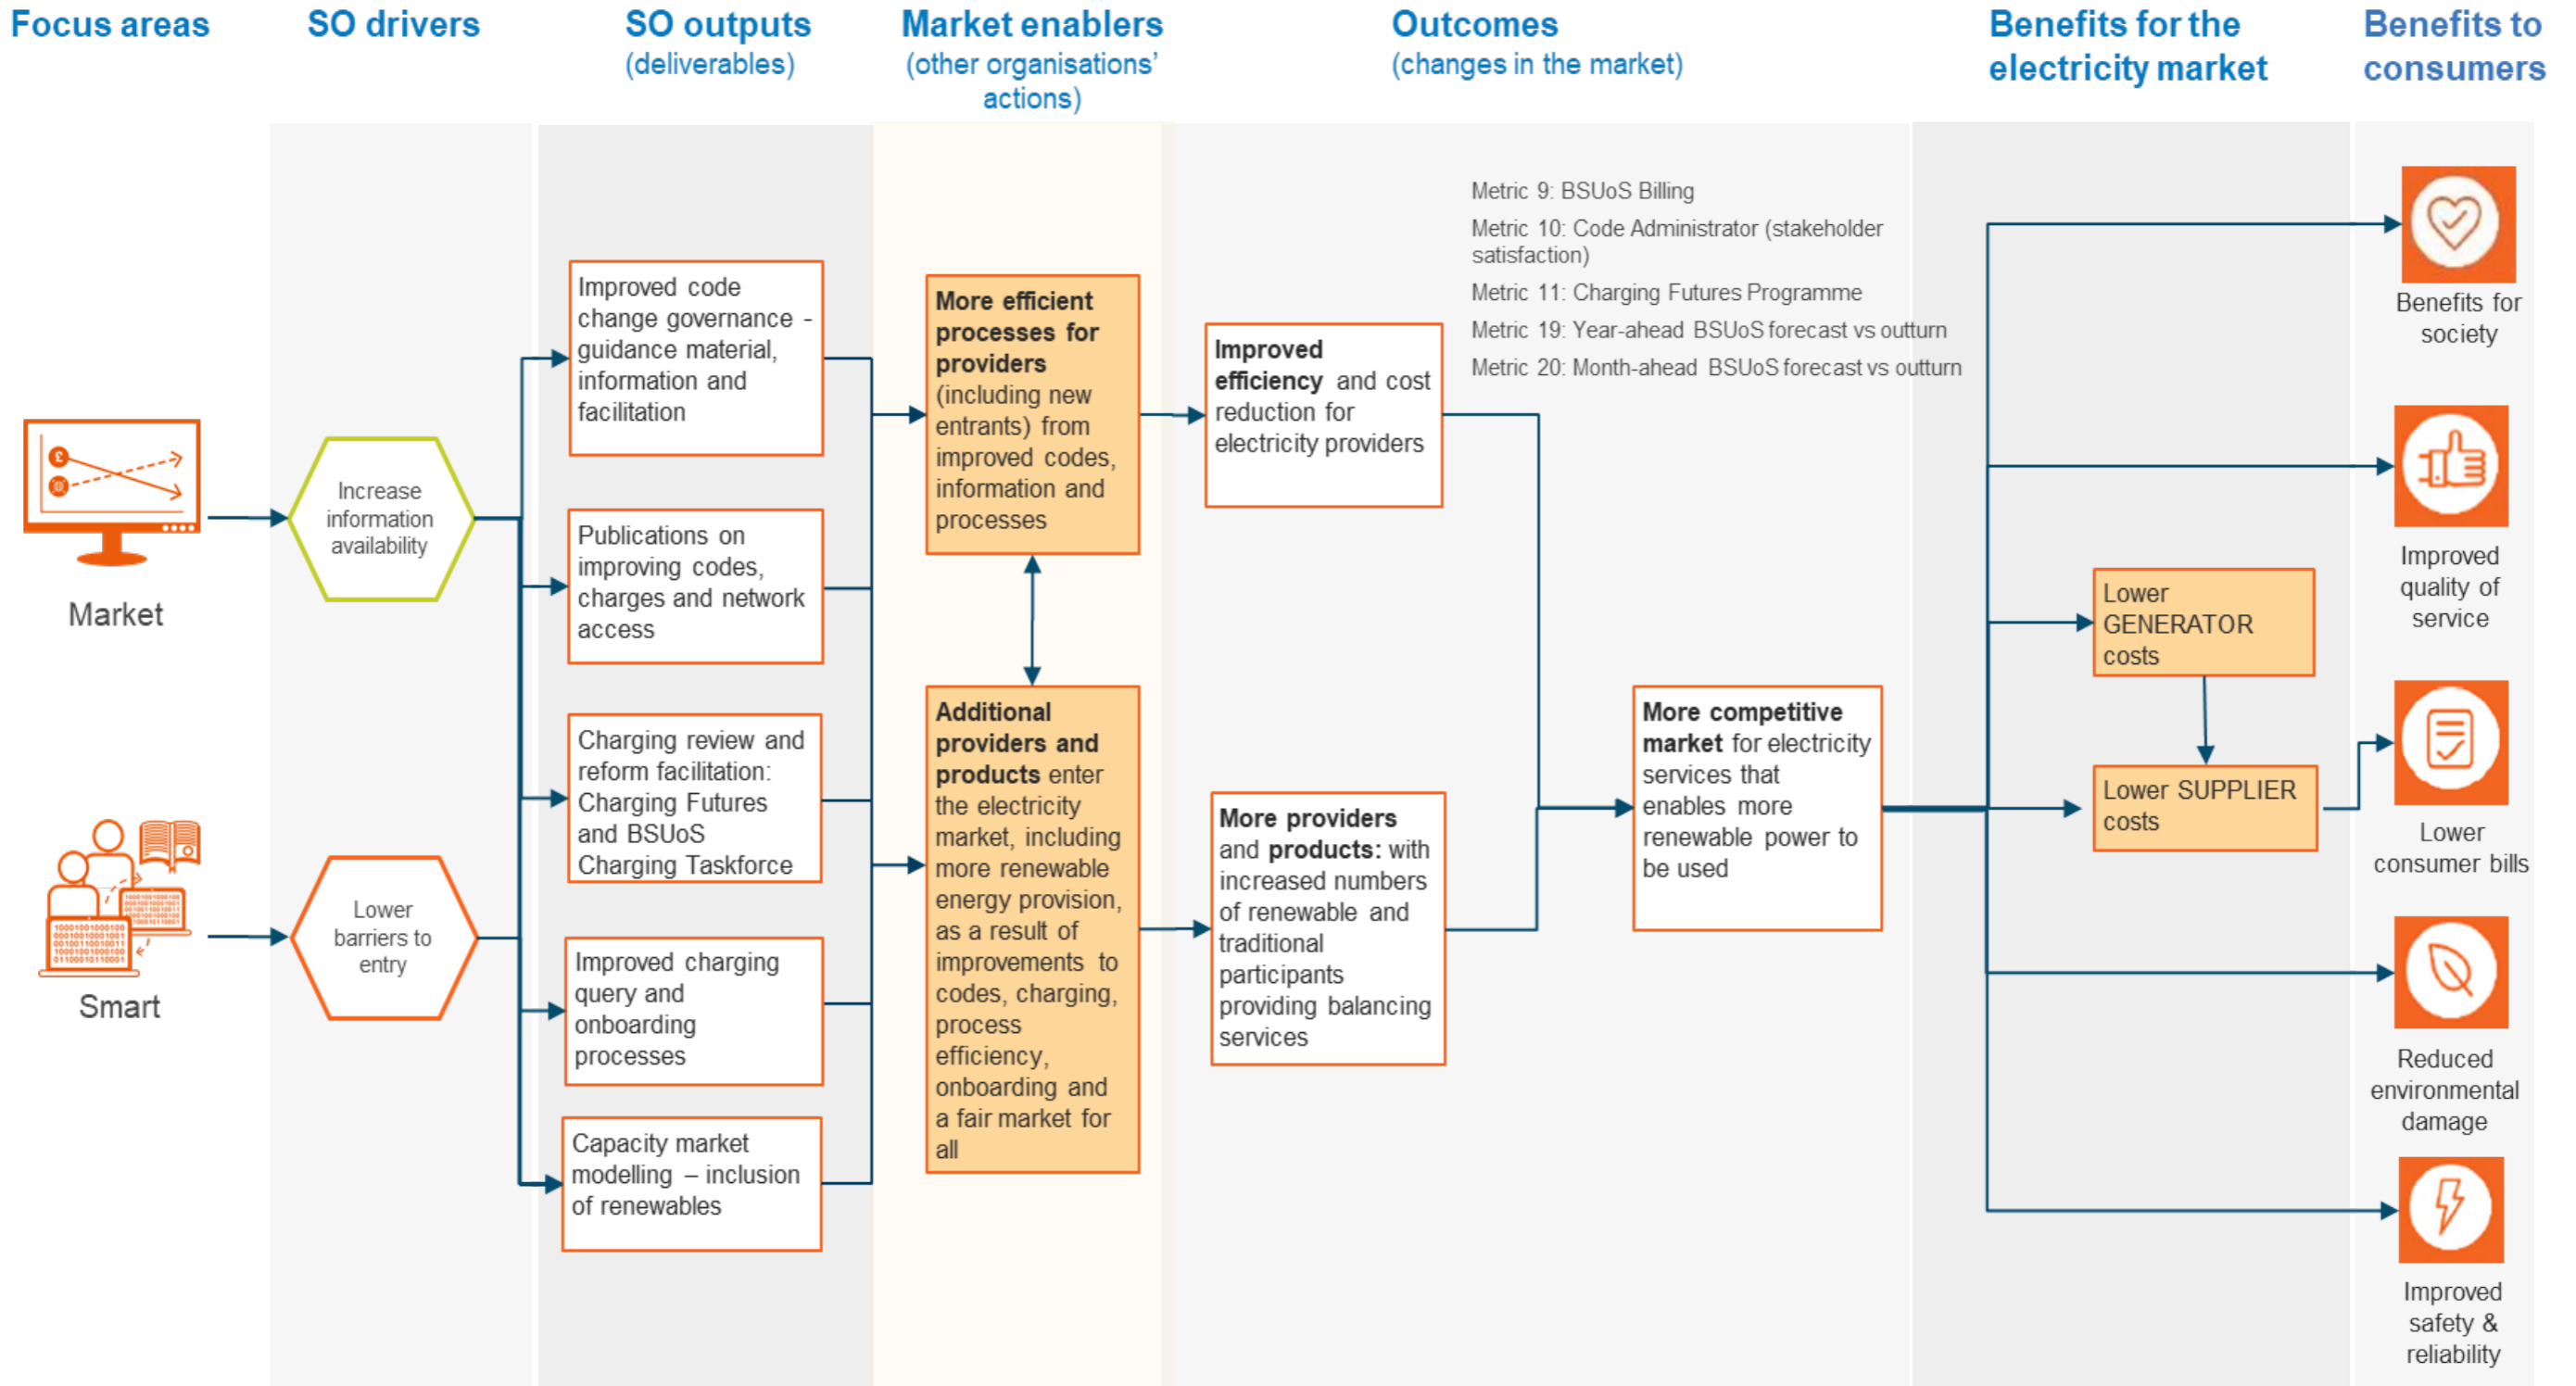 Focus areas
SO drivers
SO outputs
(deliverables)
Market enablers
(other organisations'
actions)
Outcomes
(changes in the market)
Benefits for the
electricity market
Benefits to
consumers
Market
Smart
Increase
information
availability
Lower
barriers to
entry
Improved code
change governance -
guidance material,
information and
facilitation
Publications on
improving codes,
charges and network
access
Charging review and
reform facilitation:
Charging Futures
and BSUoS
Charging Taskforce
Improved charging
query and
onboarding
processes
Capacity market
modelling – inclusion
of renewables
More efficient
processes for
providers
(including new
entrants) from
improved codes,
information and
processes
Additional
providers and
products enter
the electricity
market, including
more renewable
energy provision,
as a result of
improvements to
codes, charging,
process
efficiency,
onboarding and
a fair market for
all
Improved
efficiency and cost
reduction for
electricity providers
More providers
and products: with
increased numbers
of renewable and
traditional
participants
providing balancing
services
Metric 9: BSUoS Billing
Metric 10: Code Administrator (stakeholder
satisfaction)
Metric 11: Charging Futures Programme
Metric 19: Year-ahead BSUoS forecast vs outturn
Metric 20: Month-ahead BSUoS forecast vs outturn
More competitive
market for electricity
services that
enables more
renewable power to
be used
Lower
GENERATOR
costs
Lower SUPPLIER
costs
Benefits for
society
Improved
quality of
service
Lower
consumer bills
Reduced
environmental
damage
Improved
safety &
reliability